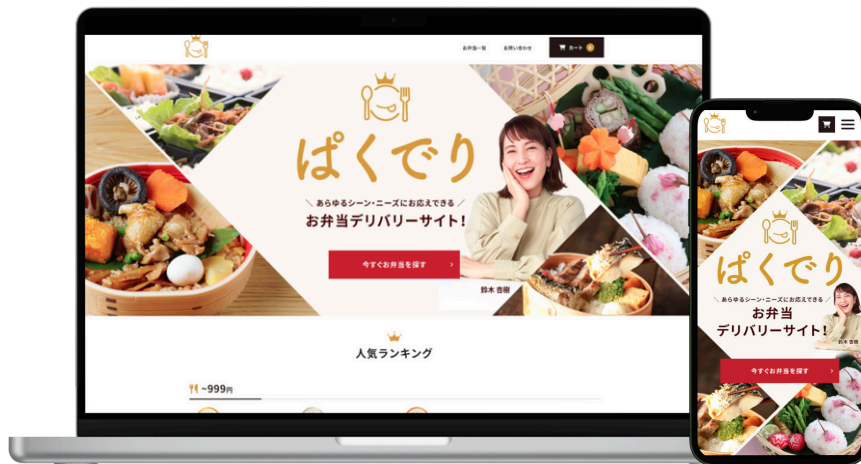 お弁当一覧 お問い合わせ カート 0
ぱくでり
\ あらゆるシーン・ニーズにお応えできる /
お弁当デリバリーサイト!
今すぐお弁当を探す >
鈴木 杏樹
人気ランキング
~999円
ぱくでり
\ あらゆるシーン・ニーズにお応えできる /
お弁当
デリバリーサイト!
鈴木 杏樹
今すぐお弁当を探す >